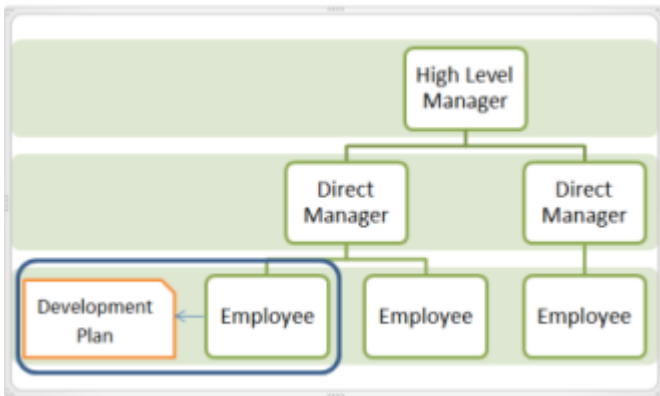 High Level
Manager
Direct
Manager
Direct
Manager
Development
Plan
Employee
Employee
Employee